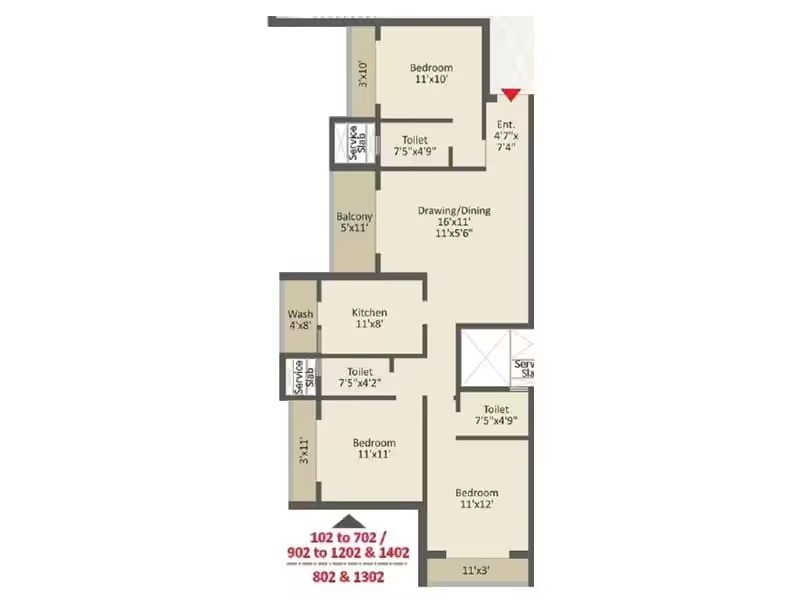 Bedroom
11'x10'
3'x10'
Ent.
4'7"x
7'4"
Service
Slab
Toilet
7'5"x4'9"
Balcony
5'x11'
Drawing/Dining
16'x11'
11'x5'6"
Wash
4'x8'
Kitchen
11'x8'
Service
Slab
Toilet
7'5"x4'2"
Serv
Sla
Toilet
7'5"x4'9"
3'x11'
Bedroom
11'x11'
Bedroom
11'x12'
102 to 702 /
902 to 1202 & 1402
802 & 1302
11'x3'